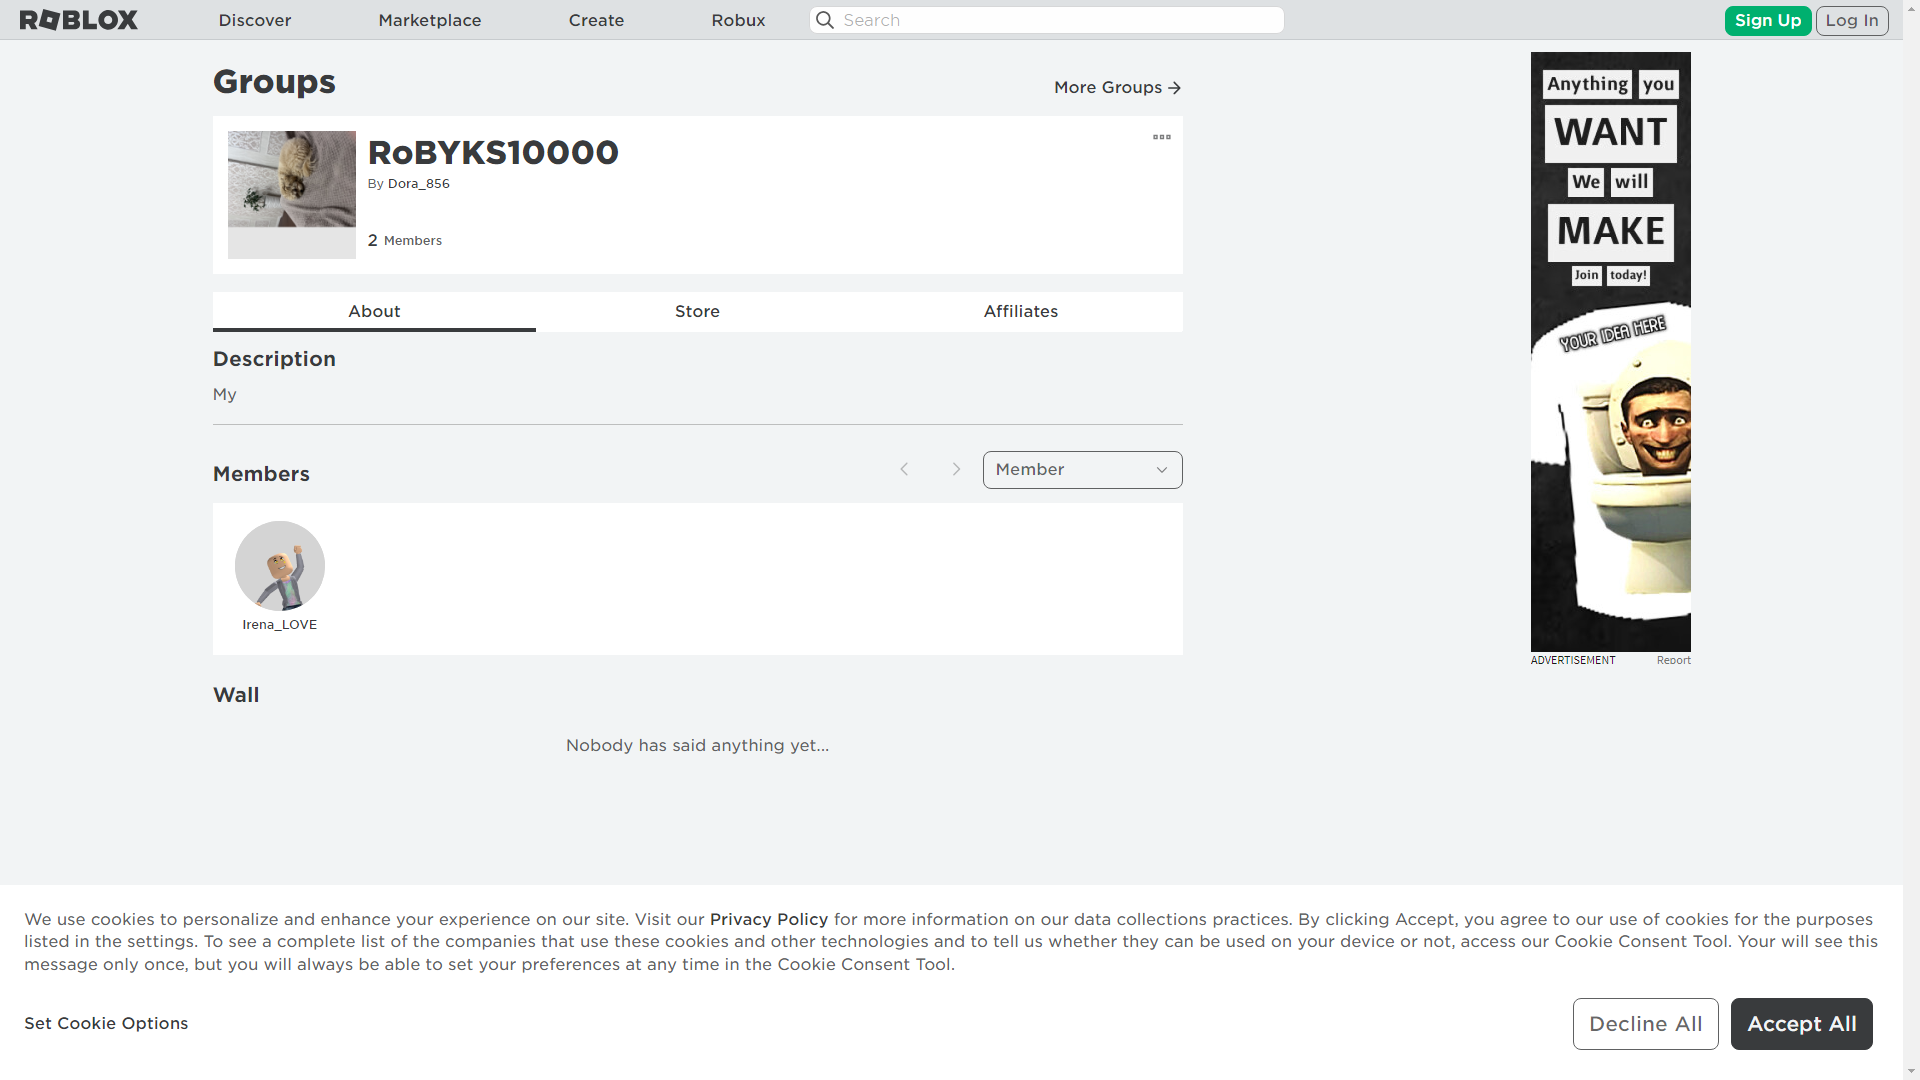 ROBLOX
Discover
Marketplace
Create
Robux
Search
Sign Up
Log In
Groups
More Groups
RoBYKS10000
By Dora_856
2 Members
About
Store
Affiliates
Description
My
Members
Member
Irena_LOVE
Wall
Nobody has said anything yet...
Anything you
WANT
We will
MAKE
Join today!
YOUR IDEA HERE
ADVERTISEMENT
Report
We use cookies to personalize and enhance your experience on our site. Visit our Privacy Policy for more information on our data collections practices. By clicking Accept, you agree to our use of cookies for the purposes
listed in the settings. To see a complete list of the companies that use these cookies and other technologies and to tell us whether they can be used on your device or not, access our Cookie Consent Tool. Your will see this
message only once, but you will always be able to set your preferences at any time in the Cookie Consent Tool.
Set Cookie Options
Decline All
Accept All